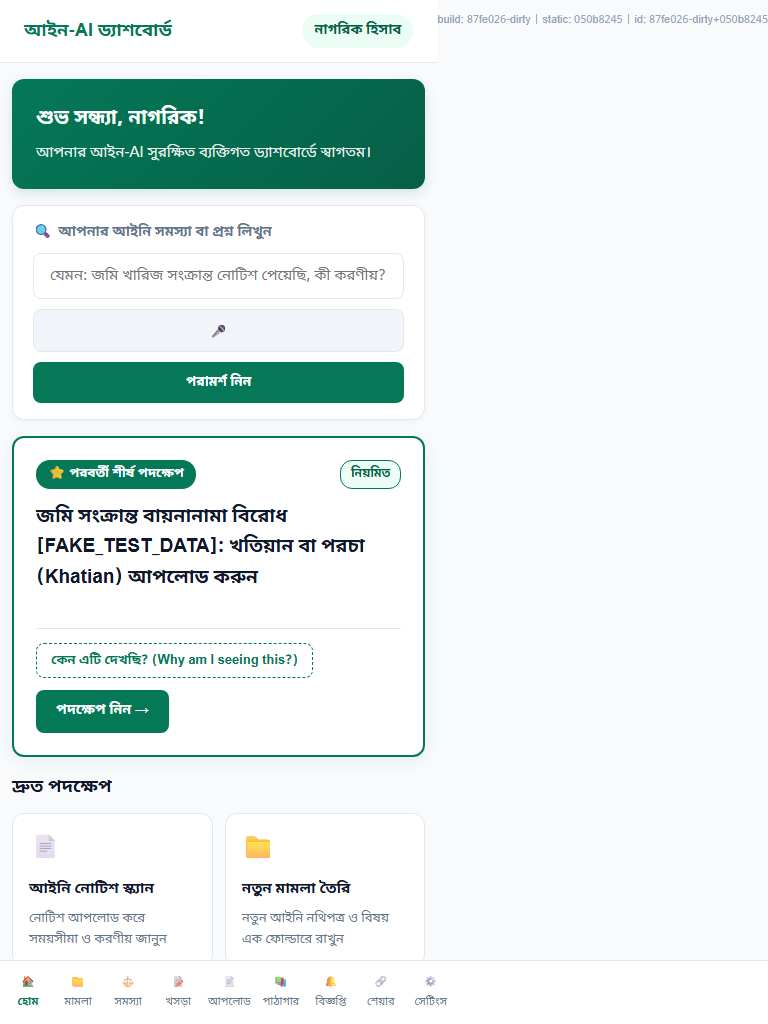 আইন-AI ড্যাশবোর্ড
নাগরিক হিসাব
build: 87fe026-dirty | static: 050b8245 | id: 87fe026-dirty+050b8245
শুভ সন্ধ্যা, নাগরিক!
আপনার আইন-AI সুরক্ষিত ব্যক্তিগত ড্যাশবোর্ডে স্বাগতম।
আপনার আইনি সমস্যা বা প্রশ্ন লিখুন
যেমন: জমি খারিজ সংক্রান্ত নোটিশ পেয়েছি, কী করণীয়?
পরামর্শ নিন
পরবর্তী শীর্ষ পদক্ষেপ
নিয়মিত
জমি সংক্রান্ত বায়নানামা বিরোধ
[FAKE_TEST_DATA]: খতিয়ান বা পরচা
(Khatian) আপলোড করুন
কেন এটি দেখছি? (Why am I seeing this?)
পদক্ষেপ নিন →
দ্রুত পদক্ষেপ
আইনি নোটিশ স্ক্যান
নোটিশ আপলোড করে
সময়সীমা ও করণীয় জানুন
নতুন মামলা তৈরি
নতুন আইনি নথিপত্র ও বিষয়
এক ফোল্ডারে রাখুন
হোম
মামলা
সমস্যা
খসড়া
আপলোড
পাঠাগার
বিজ্ঞপ্তি
শেয়ার
সেটিংস